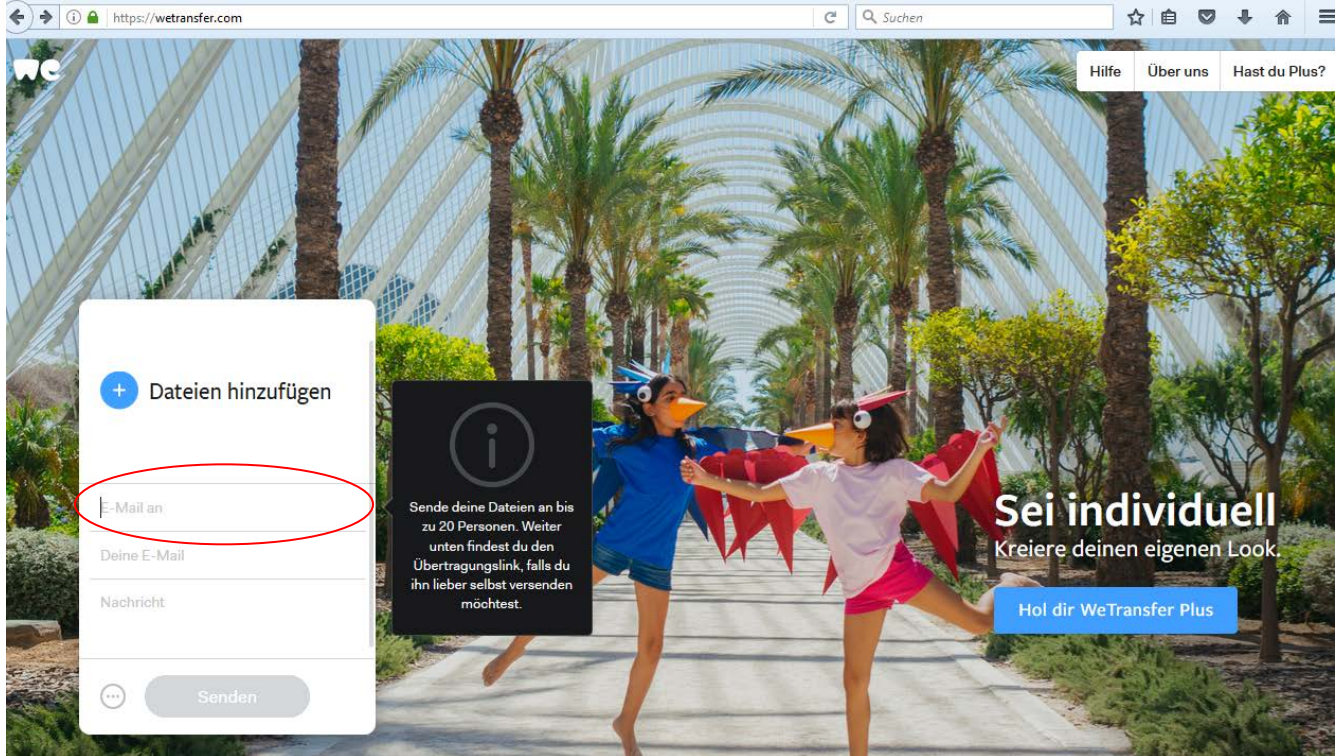 https://wetransfer.com
Suchen
we
Hilfe Über uns Hast du Plus?
Dateien hinzufügen
E-Mail an
Deine E-Mail
Nachricht
Senden
Sende deine Dateien an bis
zu 20 Personen. Weiter
unten findest du den
Übertragungslink, falls du
ihn lieber selbst versenden
möchtest.
Sei individuell
Kreiere deinen eigenen Look.
Hol dir WeTransfer Plus